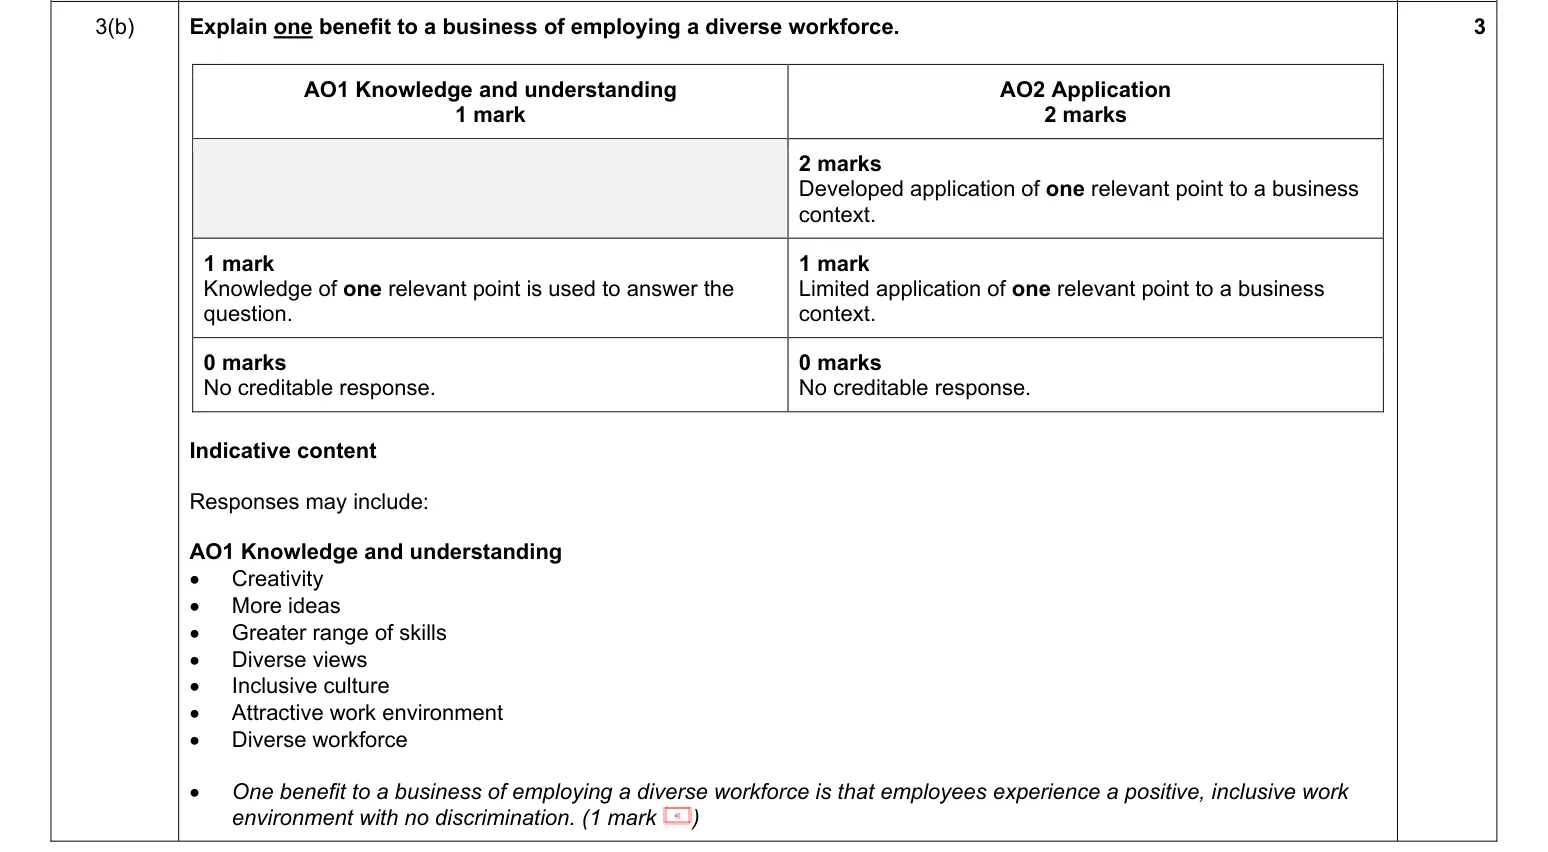 3(b)
Explain one benefit to a business of employing a diverse workforce.
3
AO1 Knowledge and understanding
1 mark
AO2 Application
2 marks
2 marks
Developed application of one relevant point to a business
context.
1 mark
Knowledge of one relevant point is used to answer the
question.
1 mark
Limited application of one relevant point to a business
context.
0 marks
No creditable response.
0 marks
No creditable response.
Indicative content
Responses may include:
AO1 Knowledge and understanding
• Creativity
• More ideas
• Greater range of skills
• Diverse views
• Inclusive culture
• Attractive work environment
• Diverse workforce
• One benefit to a business of employing a diverse workforce is that employees experience a positive, inclusive work
environment with no discrimination. (1 mark )